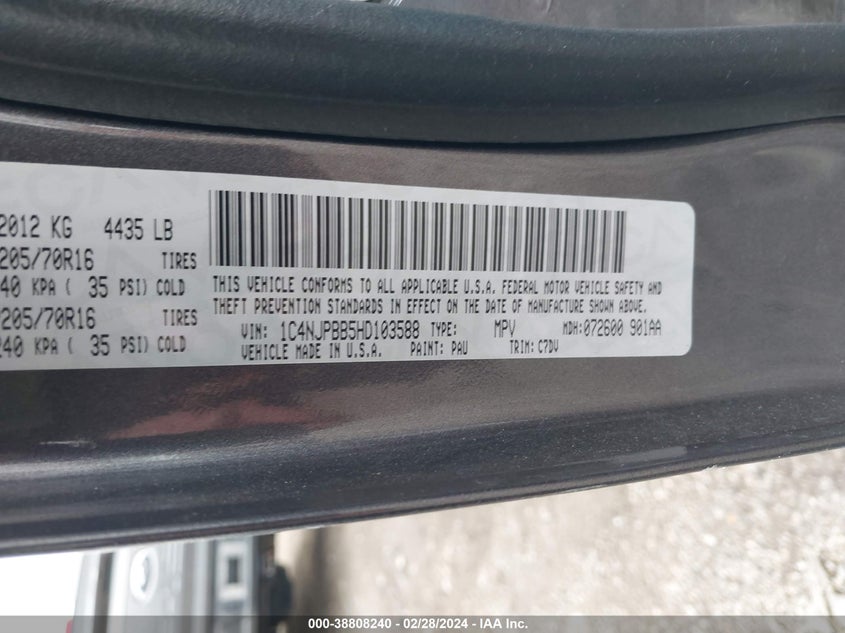 2012 KG 4435 LB
205/70R16 TIRES
40 KPA ( 35 PSI) COLD
205/70R16 TIRES
240 KPA ( 35 PSI) COLD
THIS VEHICLE CONFORMS TO ALL APPLICABLE U.S.A. FEDERAL MOTOR VEHICLE SAFETY AND
THEFT PREVENTION STANDARDS IN EFFECT ON THE DATE OF MANUFACTURE SHOWN ABOVE.
VIN: 1C4NJPBB5HD103588 TYPE: MPV MDH:072600 901AA
VEHICLE MADE IN U.S.A. PAINT: PAU TRIM: C7DV
000-38808240 - 02/28/2024 - IAA Inc.